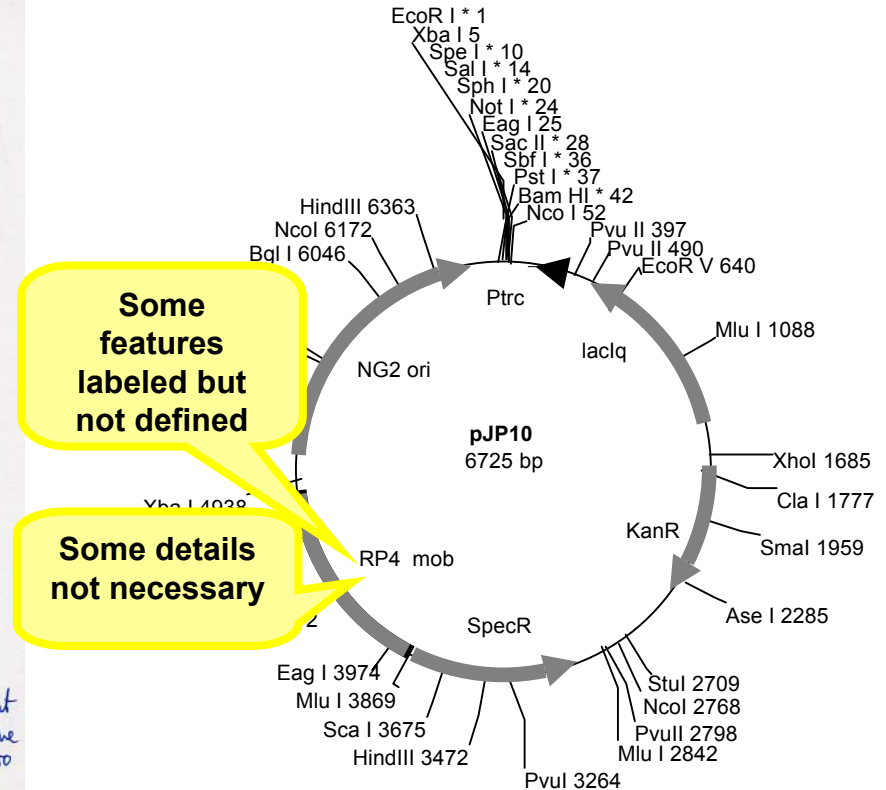 EcoR I * 1
Xba I 5
Spe I * 10
Sal I * 14
Sph I * 20
Not I * 24
Eag I 25
Sac II * 28
Sbf I * 36
Pst I * 37
Bam HI * 42
Nco I 52
HindIII 6363
NcoI 6172
Bgl I 6046
Pvu II 397
Pvu II 490
EcoR V 640
Ptrc
lacIq
Mlu I 1088
Some
features
labeled but
not defined
NG2 ori
pJP10
6725 bp
XhoI 1685
Cla I 1777
Xba I 4938
KanR
SmaI 1959
Some details
not necessary
RP4 mob
Ase I 2285
2
SpecR
Eag I 3974
Mlu I 3869
Sca I 3675
HindIII 3472
PvuI 3264
StuI 2709
NcoI 2768
PvuII 2798
Mlu I 2842